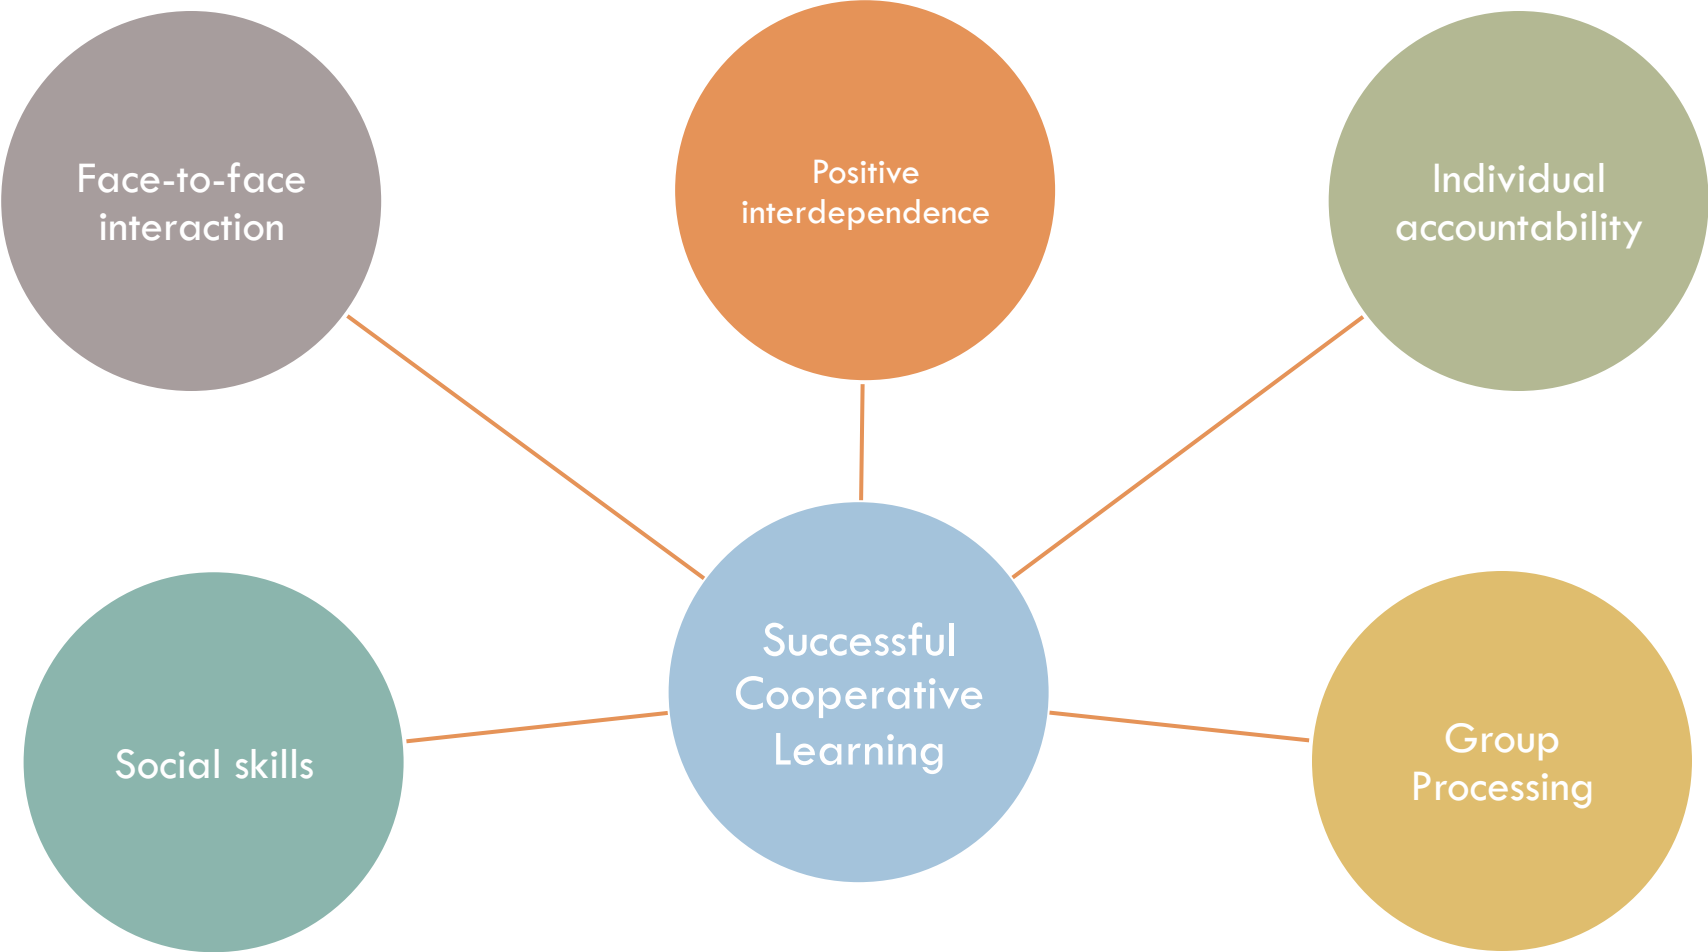 Face-to-face
interaction
Positive
interdependence
Individual
accountability
Social skills
Successful
Cooperative
Learning
Group
Processing